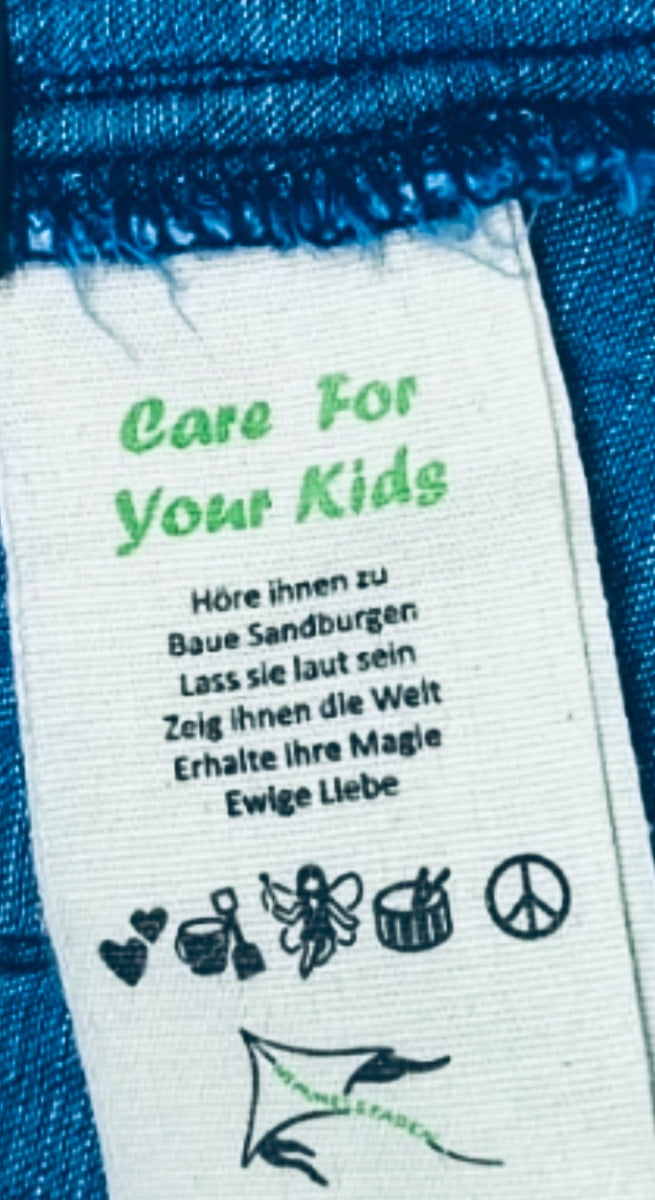 Care For
Your Kids
Höre ihnen zu
Baue Sandburgen
Lass sie laut sein
Zeig ihnen die Welt
Erhalte ihre Magie
Ewige Liebe